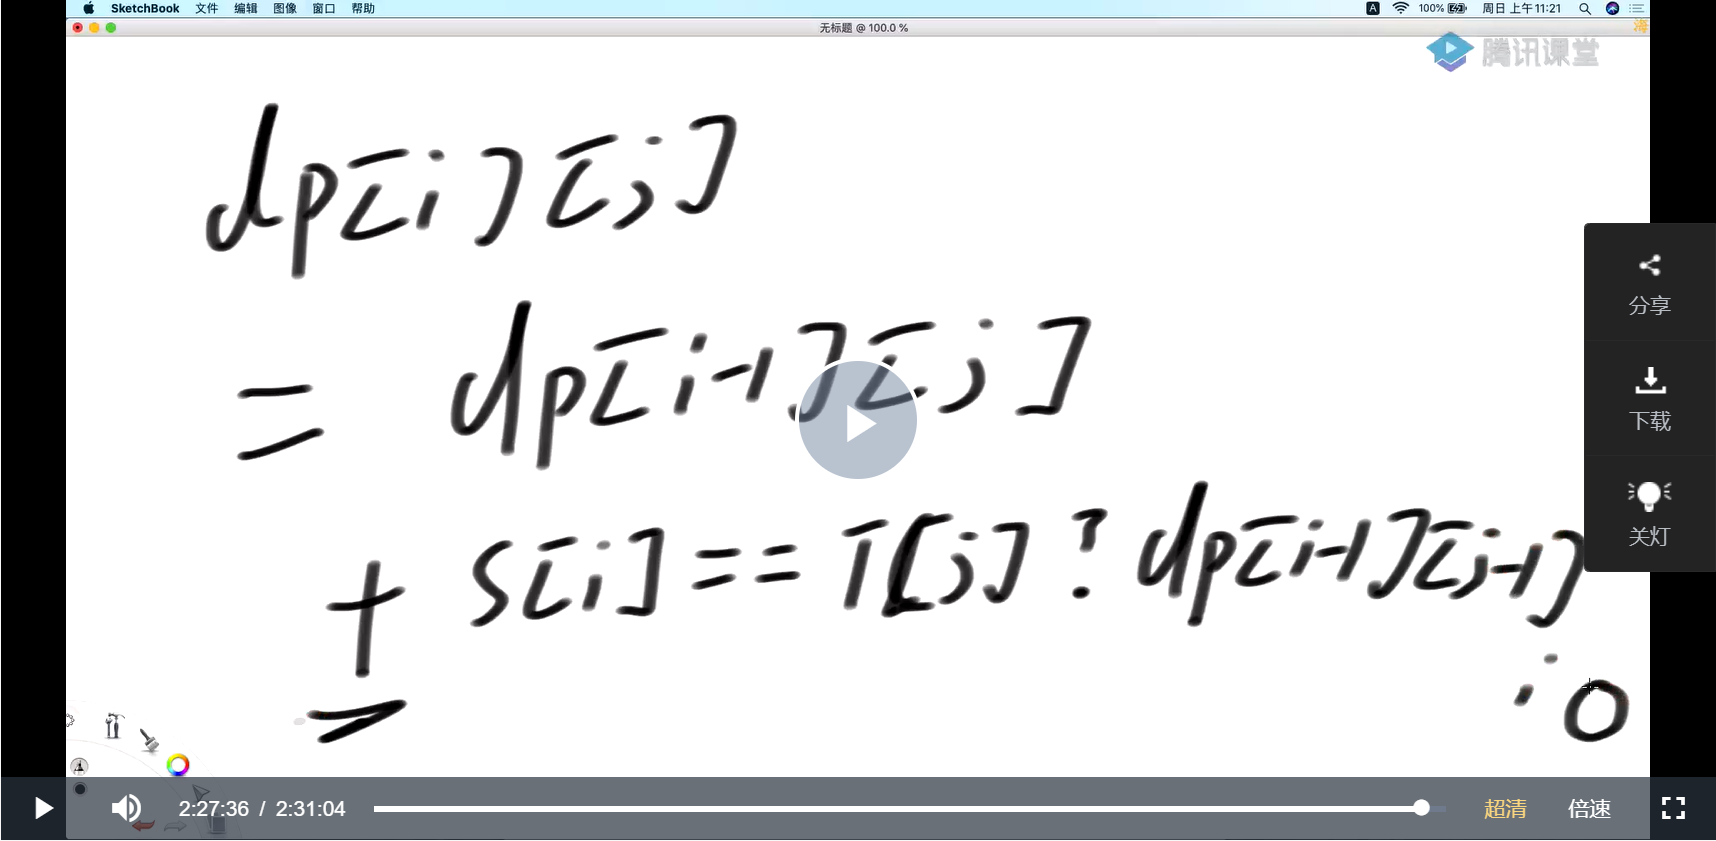 SketchBook 文件 编辑 图像 窗口 帮助 A 100% 周日 上午11:21
无标题 @ 100.0 %
海
腾讯课堂
dp[i][j]
= dp[i-1][j]
+ s[i] == T[j] ? dp[i-1][j-1]
: 0
=
分享
下载
关灯
2:27:36 / 2:31:04 超清 倍速